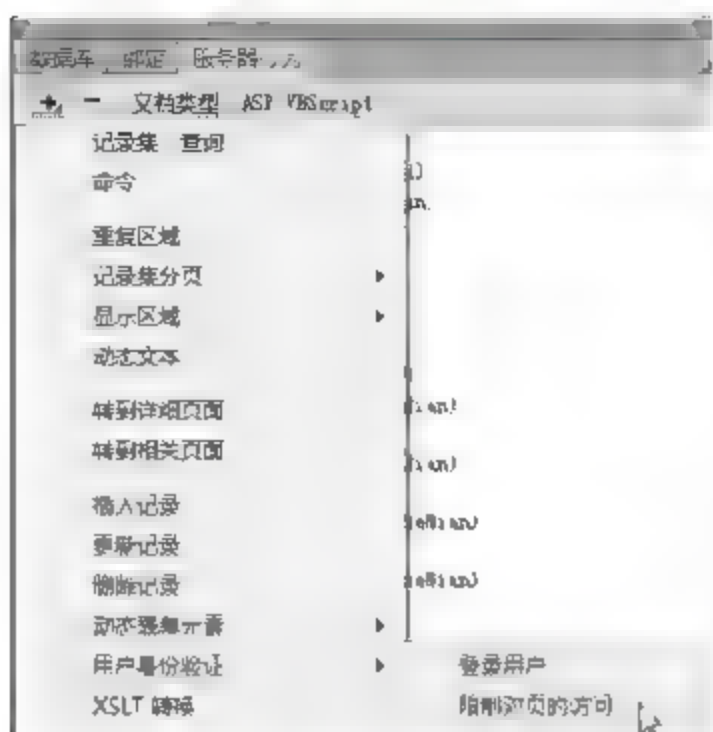 数据库 绑定 服务器行为
+ - 文档类型 ASP VBScript
记录集 查询
命令
重复区域
记录集分页
显示区域
动态文本
转到详细页面
转到相关页面
插入记录
更新记录
删除记录
动态表单元素
用户身份验证
登录用户
XSLT 转换
限制对页的访问